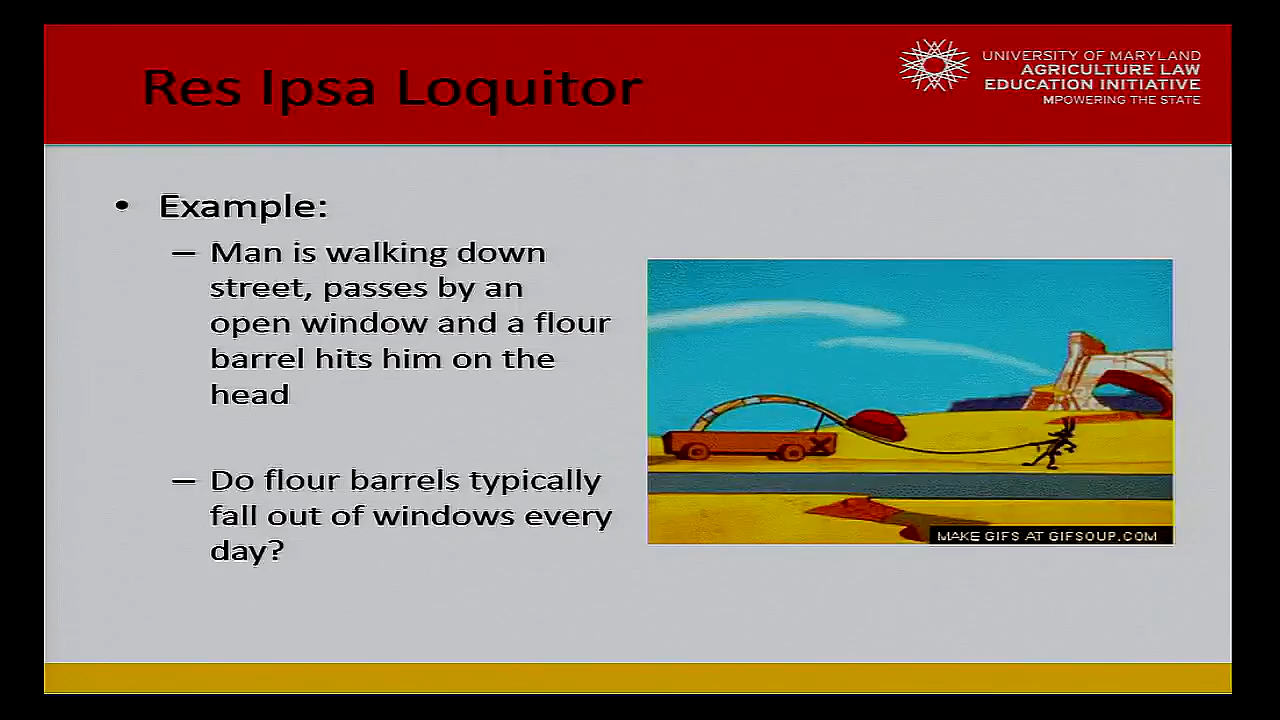 Res Ipsa Loquitor
UNIVERSITY OF MARYLAND
AGRICULTURE LAW
EDUCATION INITIATIVE
MPOWERING THE STATE
• Example:
– Man is walking down
street, passes by an
open window and a flour
barrel hits him on the
head
– Do flour barrels typically
fall out of windows every
day?
MAKE GIFS AT GIFSOUP.COM